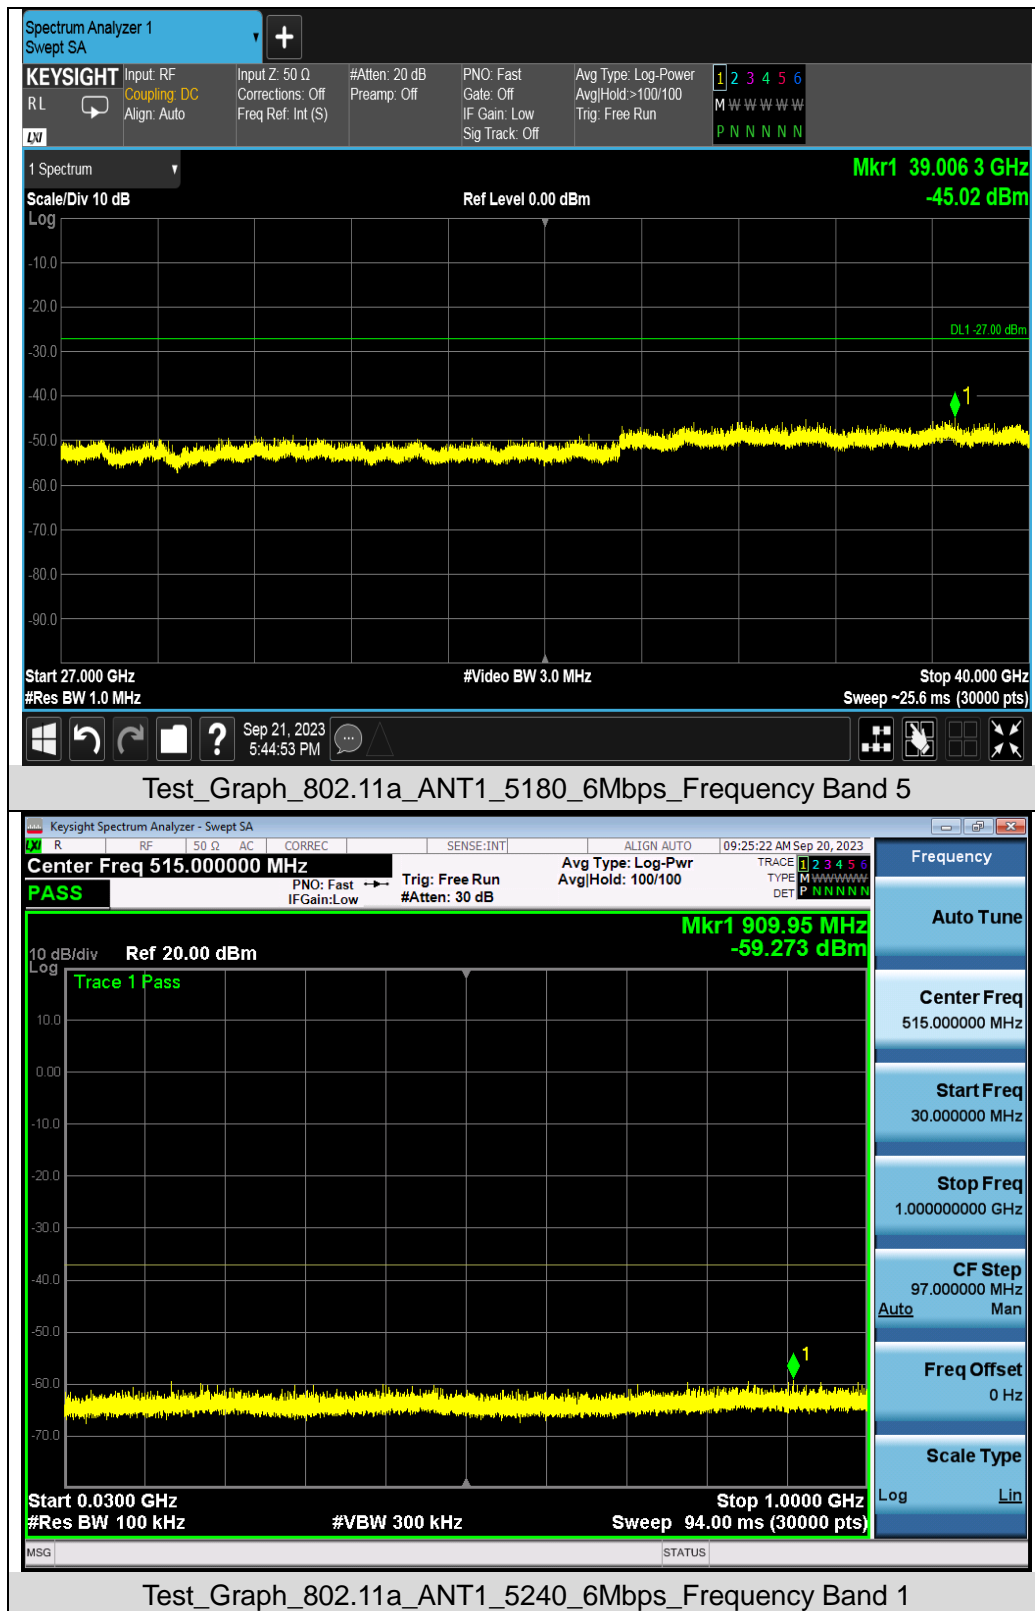 Spectrum Analyzer 1
Swept SA
KEYSIGHT
RL
LXI
Input: RF
Coupling: DC
Align: Auto
Input Z: 50 Ω
Corrections: Off
Freq Ref: Int (S)
#Atten: 20 dB
Preamp: Off
PNO: Fast
Gate: Off
IF Gain: Low
Sig Track: Off
Avg Type: Log-Power
Avg|Hold:>100/100
Trig: Free Run
1 2 3 4 5 6
M W W W W W
P N N N N N
1 Spectrum
Mkr1 39.006 3 GHz
-45.02 dBm
Scale/Div 10 dB
Ref Level 0.00 dBm
Log
-10.0
-20.0
DL1 -27.00 dBm
-30.0
-40.0
1
-50.0
-60.0
-70.0
-80.0
-90.0
Start 27.000 GHz
#Video BW 3.0 MHz
Stop 40.000 GHz
#Res BW 1.0 MHz
Sweep ~25.6 ms (30000 pts)
?
Sep 21, 2023
5:44:53 PM
Test_Graph_802.11a_ANT1_5180_6Mbps_Frequency Band 5
Keysight Spectrum Analyzer - Swept SA
LXI R RF 50 Ω AC CORREC SENSE:INT ALIGN AUTO 09:25:22 AM Sep 20, 2023
Center Freq 515.000000 MHz
PASS
PNO: Fast
IFGain:Low
Trig: Free Run
#Atten: 30 dB
Avg Type: Log-Pwr
Avg|Hold: 100/100
TRACE 1 2 3 4 5 6
TYPE M W W W W W
DET P N N N N N
Mkr1 909.95 MHz
-59.273 dBm
10 dB/div
Ref 20.00 dBm
Log
Trace 1 Pass
10.0
0.00
-10.0
-20.0
-30.0
-40.0
-50.0
1
-60.0
-70.0
Start 0.0300 GHz
Stop 1.0000 GHz
#Res BW 100 kHz
#VBW 300 kHz
Sweep 94.00 ms (30000 pts)
MSG
STATUS
Frequency
Auto Tune
Center Freq
515.000000 MHz
Start Freq
30.000000 MHz
Stop Freq
1.000000000 GHz
CF Step
97.000000 MHz
Auto Man
Freq Offset
0 Hz
Scale Type
Log Lin
Test_Graph_802.11a_ANT1_5240_6Mbps_Frequency Band 1